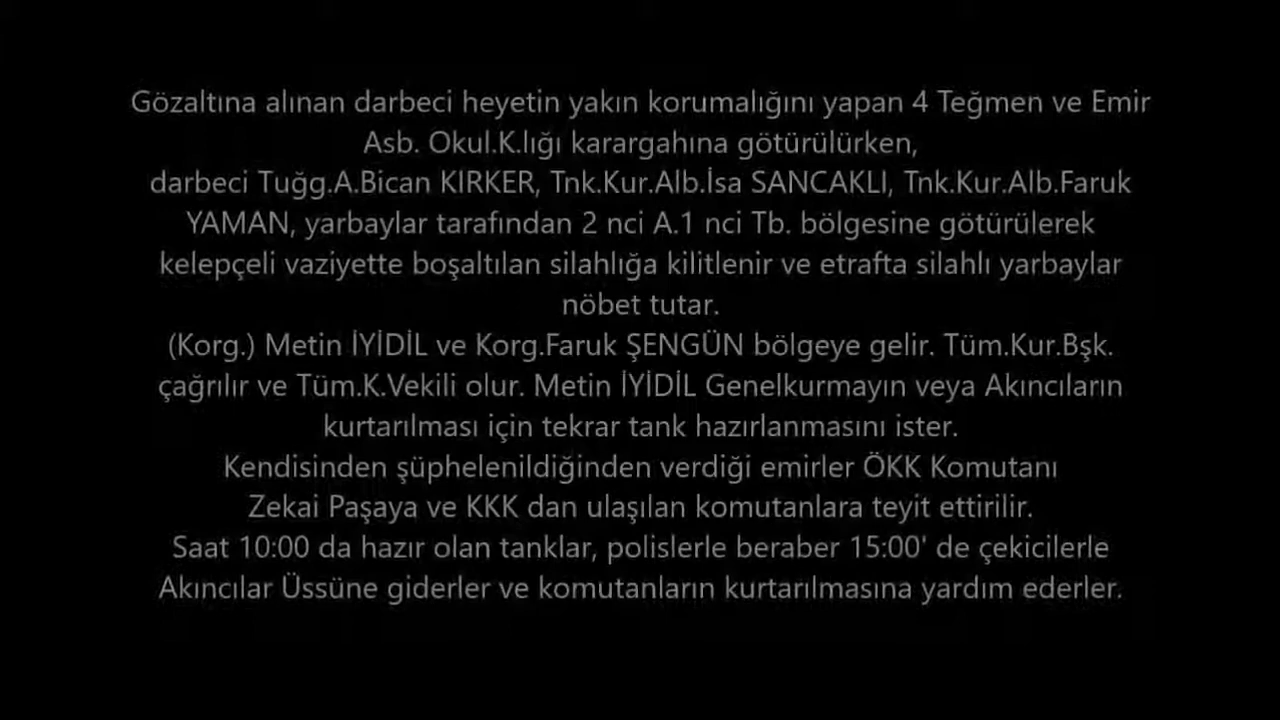 Gözaltına alınan darbeci heyetin yakın korumalığını yapan 4 Teğmen ve Emir
Asb. Okul.K.lığı karargahına götürülürken,
darbeci Tuğg.A.Bican KIRKER, Tnk.Kur.Alb.İsa SANCAKLI, Tnk.Kur.Alb.Faruk
YAMAN, yarbaylar tarafından 2 nci A.1 nci Tb. bölgesine götürülerek
kelepçeli vaziyette boşaltılan silahlığa kilitlenir ve etrafta silahlı yarbaylar
nöbet tutar.
(Korg.) Metin İYİDİL ve Korg.Faruk ŞENGÜN bölgeye gelir. Tüm.Kur.Bşk.
çağrılır ve Tüm.K.Vekili olur. Metin İYİDİL Genelkurmayın veya Akıncıların
kurtarılması için tekrar tank hazırlanmasını ister.
Kendisinden şüphelenildiğinden verdiği emirler ÖKK Komutanı
Zekai Paşaya ve KKK dan ulaşılan komutanlara teyit ettirilir.
Saat 10:00 da hazır olan tanklar, polislerle beraber 15:00' de çekicilerle
Akıncılar Üssüne giderler ve komutanların kurtarılmasına yardım ederler.